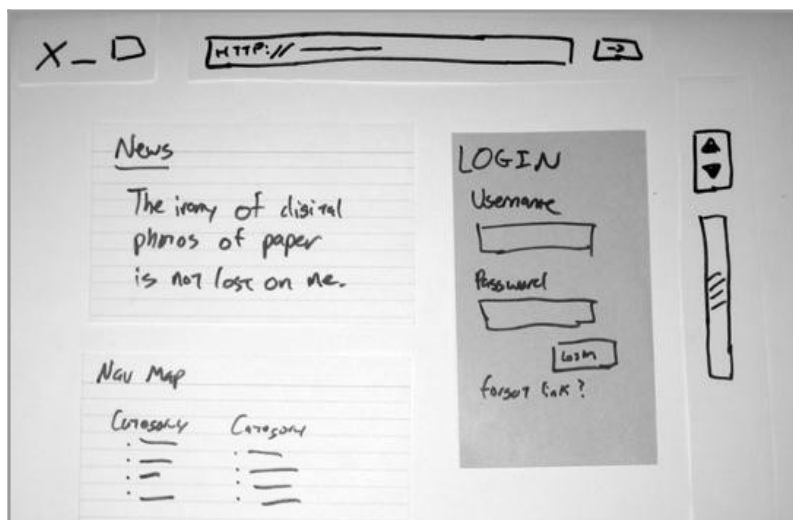 X _ □
HTTP://
→
News
The irony of digital
photos of paper
is not lost on me.
LOGIN
Username
Password
Login
forgot link?
Nav Map
Category Category